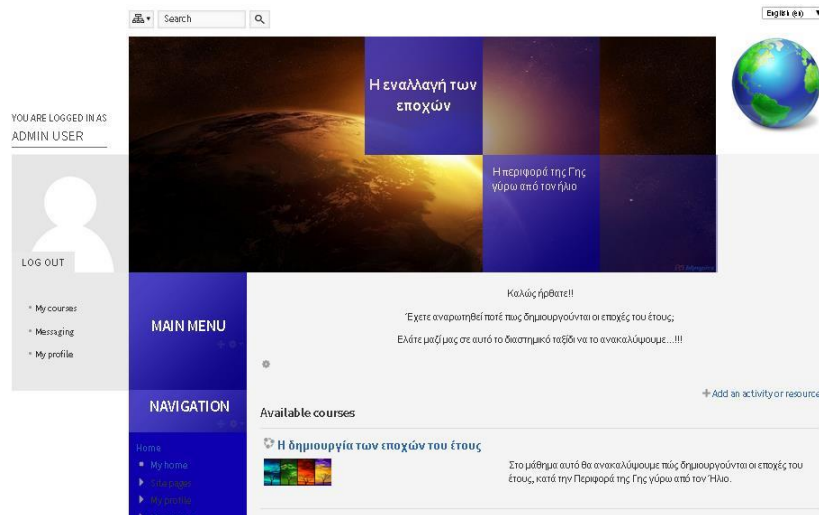 Search
English (en)
YOU ARE LOGGED IN AS
ADMIN USER
Η εναλλαγή των
εποχών
Η περιφορά της Γης
γύρω από τον ήλιο
LOG OUT
My courses
Messaging
My profile
MAIN MENU
Καλώς ήρθατε!!
Έχετε αναρωτηθεί ποτέ πως δημιουργούνται οι εποχές του έτους;
Ελάτε μαζί μας σε αυτό το διαστημικό ταξίδι να το ανακαλύψουμε...!!!
Add an activity or resource
NAVIGATION
Available courses
Home
My home
Site pages
My profile
Η δημιουργία των εποχών του έτους
Στο μάθημα αυτό θα ανακαλύψουμε πώς δημιουργούνται οι εποχές του
έτους, κατά την Περιφορά της Γης γύρω από τον Ήλιο.